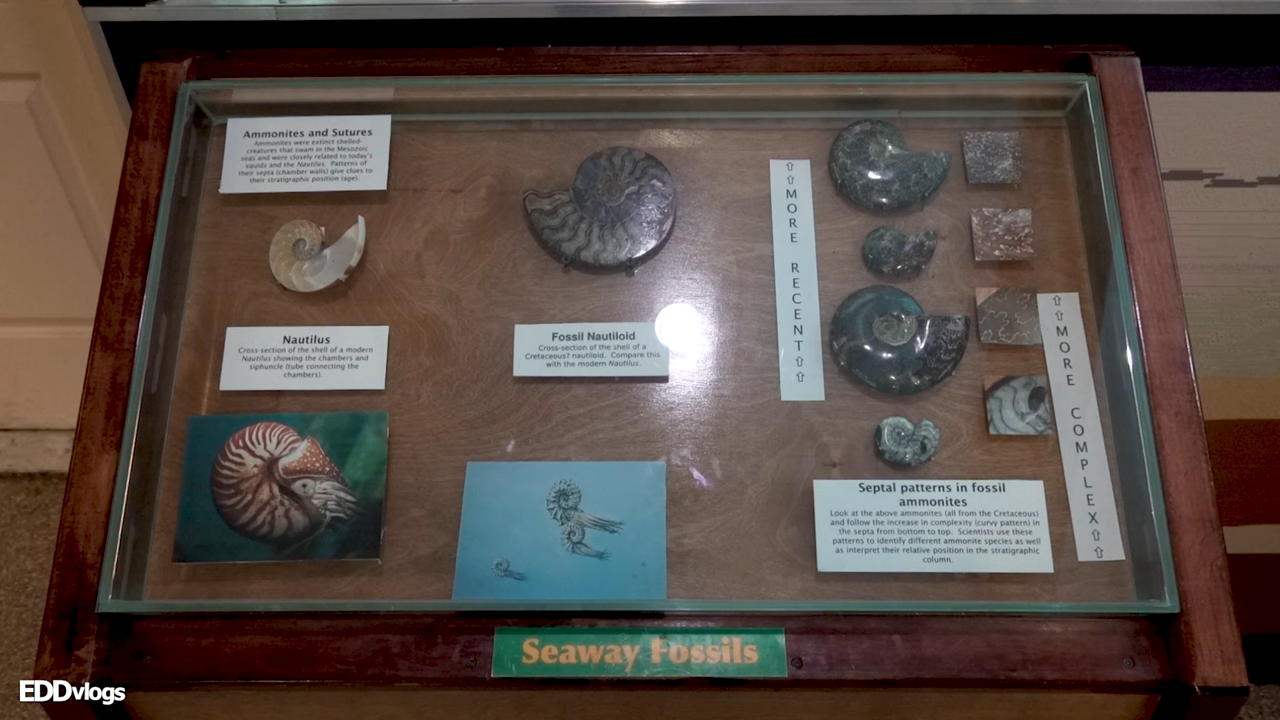 Ammonites and Sutures
Ammonites were extinct shelled-
creatures that swam in the Mesozoic
seas and were closely related to today's
squids and the Nautilus. Patterns of
their septa (chamber walls) give clues to
their stratigraphic position (age).
Nautilus
Cross-section of the shell of a modern
Nautilus showing the chambers and
siphuncle (tube connecting the
chambers).
Fossil Nautiloid
Cross-section of the shell of a
Cretaceous? nautiloid. Compare this
with the modern Nautilus.
⇧⇧MORE RECENT⇧⇧
⇧⇧MORE COMPLEX⇧⇧
Septal patterns in fossil
ammonites
Look at the above ammonites (all from the Cretaceous)
and follow the increase in complexity (curvy pattern) in
the septa from bottom to top. Scientists use these
patterns to identify different ammonite species as well
as interpret their relative position in the stratigraphic
column.
Seaway Fossils
EDDvlogs